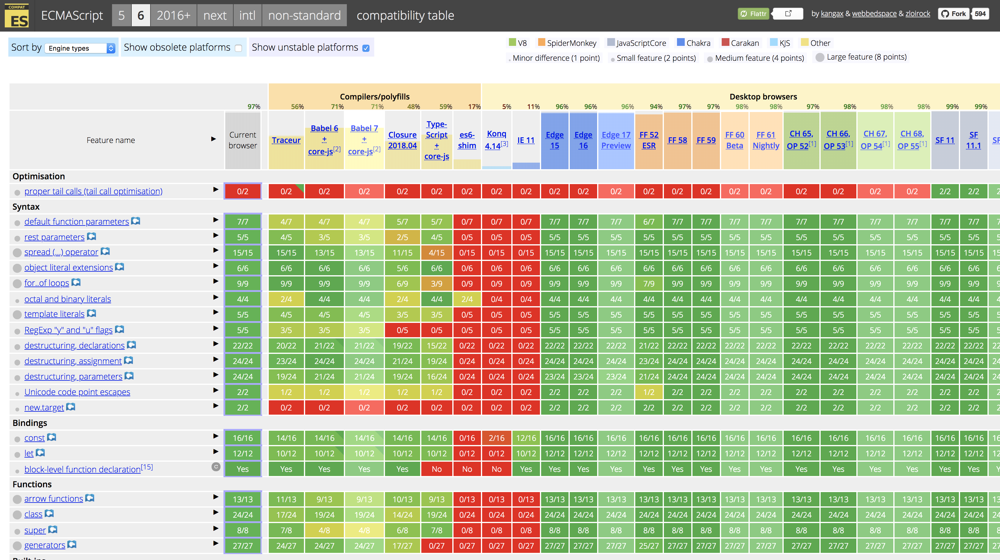 COMPAT
ES
ECMAScript 5 6 2016+ next intl non-standard compatibility table
Flattr by kangax & webbedspace & zloirock Fork 594
Sort by Engine types Show obsolete platforms Show unstable platforms
V8 SpiderMonkey JavaScriptCore Chakra Carakan KJS Other
Minor difference (1 point) Small feature (2 points) Medium feature (4 points) Large feature (8 points)
Compilers/polyfills Desktop browsers
97% 56% 71% 71% 48% 59% 17% 5% 11% 96% 96% 96% 94% 97% 97% 98% 98% 97% 98% 98% 98% 99% 99%
Feature name Current browser Traceur Babel 6 + core-js[2] Babel 7 + core-js[2] Closure 2018.04 Type-Script + core-js es6-shim Konq 4.14[3] IE 11 Edge 15 Edge 16 Edge 17 Preview FF 52 ESR FF 58 FF 59 FF 60 Beta FF 61 Nightly CH 65, OP 52[1] CH 66, OP 53[1] CH 67, OP 54[1] CH 68, OP 55[1] SF 11 SF 11.1 SF
Optimisation
proper tail calls (tail call optimisation) 0/2 0/2 0/2 0/2 0/2 0/2 0/2 0/2 0/2 0/2 0/2 0/2 0/2 0/2 0/2 0/2 0/2 0/2 0/2 0/2 0/2 2/2 2/2 2
Syntax
default function parameters 7/7 4/7 4/7 4/7 5/7 5/7 0/7 0/7 0/7 7/7 7/7 7/7 6/7 7/7 7/7 7/7 7/7 7/7 7/7 7/7 7/7 7/7 7/7 7
rest parameters 5/5 4/5 3/5 3/5 2/5 4/5 0/5 0/5 0/5 5/5 5/5 5/5 5/5 5/5 5/5 5/5 5/5 5/5 5/5 5/5 5/5 5/5 5/5 5
spread (...) operator 15/15 15/15 13/15 13/15 11/15 4/15 0/15 0/15 0/15 15/15 15/15 15/15 15/15 15/15 15/15 15/15 15/15 15/15 15/15 15/15 15/15 15/15 15/15 15
object literal extensions 6/6 6/6 6/6 6/6 5/6 6/6 0/6 0/6 0/6 6/6 6/6 6/6 6/6 6/6 6/6 6/6 6/6 6/6 6/6 6/6 6/6 6/6 6/6 6
for..of loops 9/9 9/9 9/9 9/9 6/9 3/9 0/9 0/9 0/9 9/9 9/9 9/9 7/9 9/9 9/9 9/9 9/9 9/9 9/9 9/9 9/9 9/9 9/9 9
octal and binary literals 4/4 2/4 4/4 4/4 2/4 4/4 2/4 0/4 0/4 4/4 4/4 4/4 4/4 4/4 4/4 4/4 4/4 4/4 4/4 4/4 4/4 4/4 4/4 4
template literals 5/5 4/5 4/5 4/5 3/5 3/5 0/5 0/5 0/5 5/5 5/5 5/5 5/5 5/5 5/5 5/5 5/5 5/5 5/5 5/5 5/5 5/5 5/5 5
RegExp "y" and "u" flags 5/5 3/5 3/5 3/5 0/5 0/5 0/5 0/5 0/5 5/5 5/5 5/5 5/5 5/5 5/5 5/5 5/5 5/5 5/5 5/5 5/5 5/5 5/5 5
destructuring, declarations 22/22 20/22 21/22 21/22 19/22 15/22 0/22 0/22 0/22 22/22 22/22 22/22 21/22 22/22 22/22 22/22 22/22 22/22 22/22 22/22 22/22 22/22 22/22 22
destructuring, assignment 24/24 23/24 24/24 24/24 21/24 19/24 0/24 0/24 0/24 24/24 24/24 24/24 23/24 24/24 24/24 24/24 24/24 24/24 24/24 24/24 24/24 24/24 24/24 24
destructuring, parameters 24/24 19/24 21/24 21/24 19/24 16/24 0/24 0/24 0/24 23/24 23/24 23/24 21/24 24/24 24/24 24/24 24/24 24/24 24/24 24/24 24/24 24/24 24/24 24
Unicode code point escapes 2/2 1/2 1/2 1/2 1/2 1/2 0/2 0/2 0/2 2/2 2/2 2/2 1/2 2/2 2/2 2/2 2/2 2/2 2/2 2/2 2/2 2/2 2/2 2
new.target 2/2 0/2 0/2 0/2 0/2 0/2 0/2 0/2 0/2 2/2 2/2 2/2 2/2 2/2 2/2 2/2 2/2 2/2 2/2 2/2 2/2 2/2 2/2 2
Bindings
const 16/16 14/16 14/16 14/16 14/16 14/16 0/16 2/16 12/16 16/16 16/16 16/16 16/16 16/16 16/16 16/16 16/16 16/16 16/16 16/16 16/16 16/16 16/16 16
let 12/12 10/12 10/12 10/12 10/12 10/12 0/12 0/12 10/12 12/12 12/12 12/12 12/12 12/12 12/12 12/12 12/12 12/12 12/12 12/12 12/12 12/12 12/12 12
block-level function declaration[15] C Yes Yes Yes Yes Yes No No No Yes Yes Yes Yes Yes Yes Yes Yes Yes Yes Yes Yes Yes Yes Yes Y
Functions
arrow functions 13/13 11/13 9/13 9/13 10/13 9/13 0/13 0/13 0/13 13/13 13/13 13/13 13/13 13/13 13/13 13/13 13/13 13/13 13/13 13/13 13/13 13/13 13/13 13
class 24/24 17/24 19/24 19/24 14/24 19/24 0/24 0/24 0/24 24/24 24/24 24/24 24/24 24/24 24/24 24/24 24/24 24/24 24/24 24/24 24/24 24/24 24/24 24
super 8/8 7/8 4/8 4/8 6/8 7/8 0/8 0/8 0/8 8/8 8/8 8/8 8/8 8/8 8/8 8/8 8/8 8/8 8/8 8/8 8/8 8/8 8/8 8
generators 27/27 24/27 24/27 24/27 17/27 0/27 0/27 0/27 0/27 27/27 27/27 27/27 25/27 27/27 27/27 27/27 27/27 27/27 27/27 27/27 27/27 27/27 27/27 27